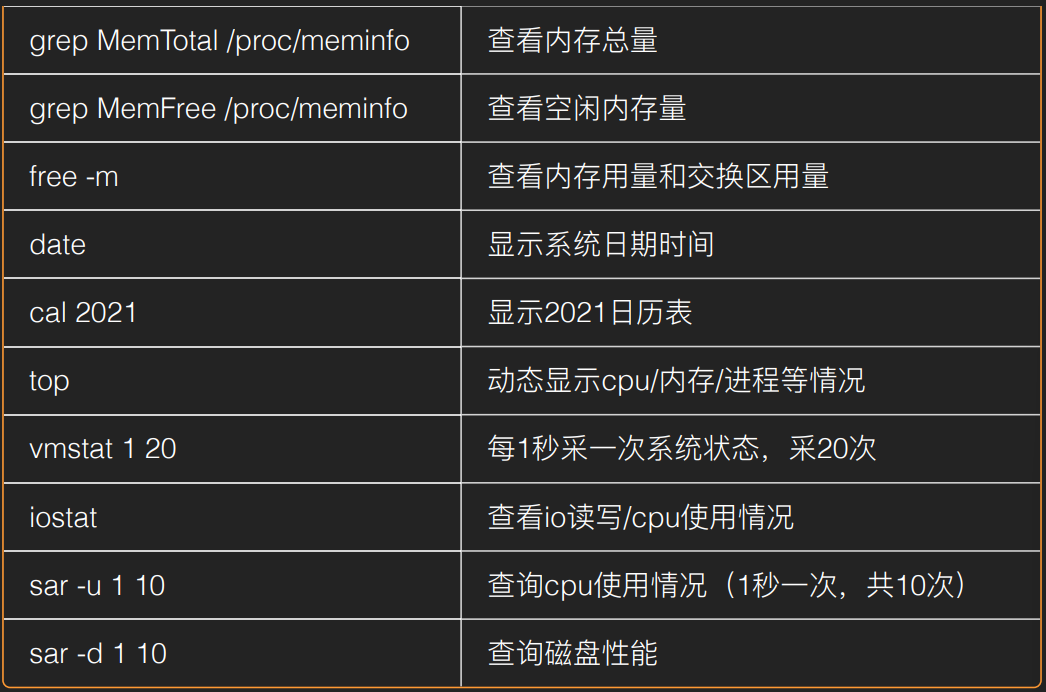 grep MemTotal /proc/meminfo 查看内存总量
grep MemFree /proc/meminfo 查看空闲内存量
free -m 查看内存用量和交换区用量
date 显示系统日期时间
cal 2021 显示2021日历表
top 动态显示cpu/内存/进程等情况
vmstat 1 20 每1秒采一次系统状态，采20次
iostat 查看io读写/cpu使用情况
sar -u 1 10 查询cpu使用情况（1秒一次，共10次）
sar -d 1 10 查询磁盘性能